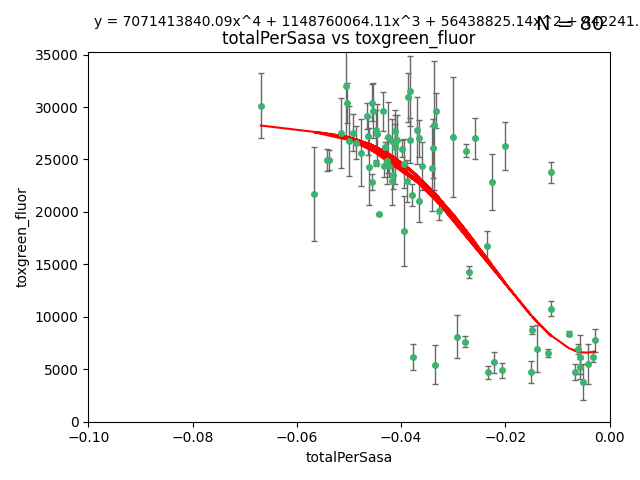 y = 7071413840.09x^4 + 1148760064.11x^3 + 56438825.14x^2 +
N = 80
totalPerSasa vs toxgreen_fluor
35000
30000
25000
20000
15000
10000
5000
0
toxgreen_fluor
−0.10 −0.08 −0.06 −0.04 −0.02 0.00
totalPerSasa